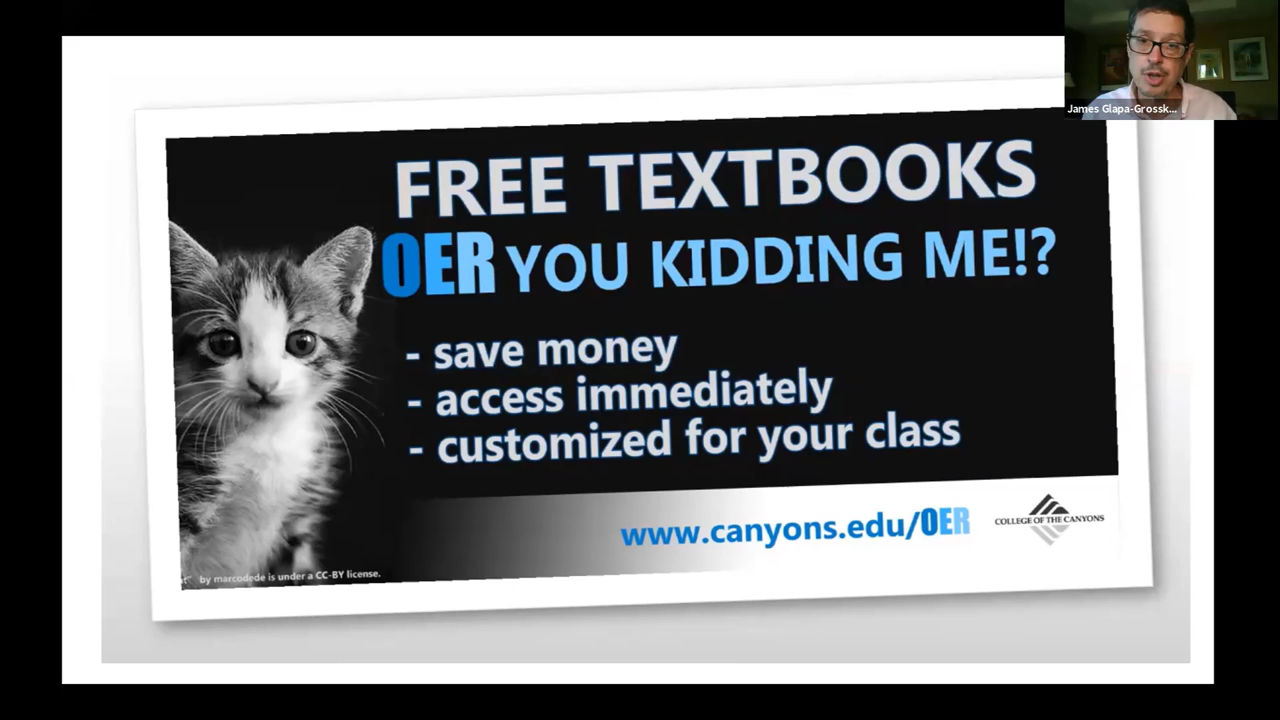 James Glapa-Grossk...
FREE TEXTBOOKS
OER YOU KIDDING ME!?
- save money
- access immediately
- customized for your class
www.canyons.edu/OER
COLLEGE OF THE CANYONS
by marcodede is under a CC-BY license.